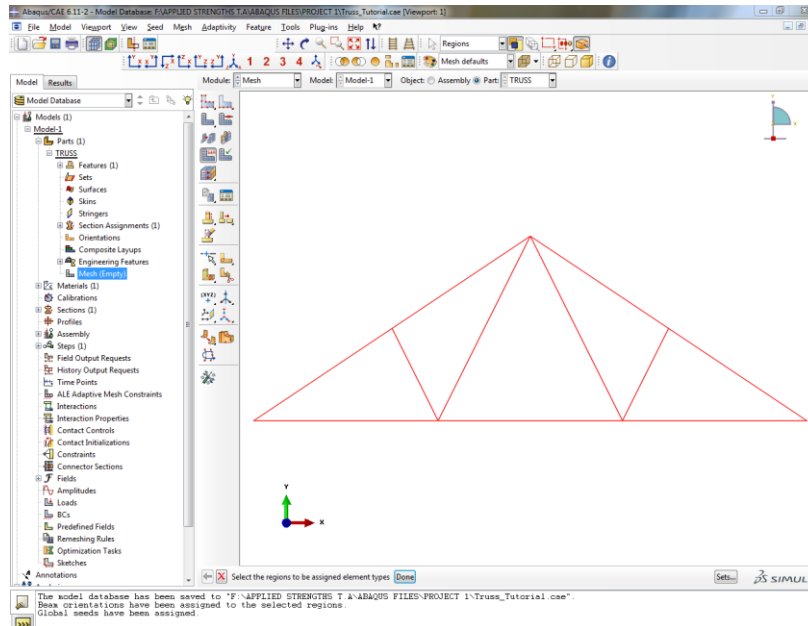 Abaqus/CAE 6.11-2 - Model Database: F:\APPLIED STRENGTHS T.A\ABAQUS FILES\PROJECT 1\Truss_Tutorial.cae [Viewport: 1]
File Model Viewport View Seed Mesh Adaptivity Feature Tools Plug-ins Help
Regions
1 2 3 4 Mesh defaults
Model Results
Module: Mesh Model: Model-1 Object: Assembly Part: TRUSS
Model Database
Models (1)
Model-1
Parts (1)
TRUSS
Features (1)
Sets
Surfaces
Skins
Stringers
Section Assignments (1)
Orientations
Composite Layups
Engineering Features
Mesh (Empty)
Materials (1)
Calibrations
Sections (1)
Profiles
Assembly
Steps (1)
Field Output Requests
History Output Requests
Time Points
ALE Adaptive Mesh Constraints
Interactions
Interaction Properties
Contact Controls
Contact Initializations
Constraints
Connector Sections
Fields
Amplitudes
Loads
BCs
Predefined Fields
Remeshing Rules
Optimization Tasks
Sketches
Annotations
(XYZ)
Y
X
Select the regions to be assigned element types Done
Sets...
SIMUL
The model database has been saved to "F:\APPLIED STRENGTHS T.A\ABAQUS FILES\PROJECT 1\Truss_Tutorial.cae".
Beam orientations have been assigned to the selected regions.
Global seeds have been assigned.
>>>